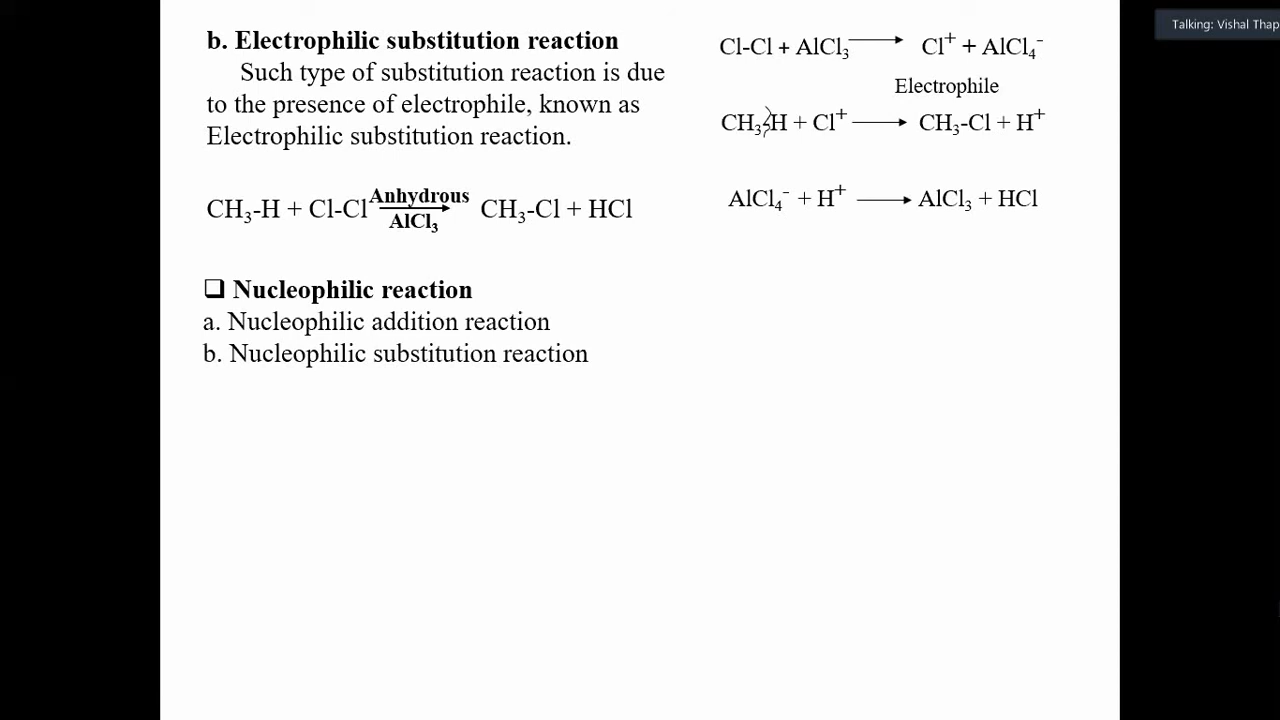 Talking: Vishal Thap
b. Electrophilic substitution reaction
Such type of substitution reaction is due
to the presence of electrophile, known as
Electrophilic substitution reaction.
CH₃-H + Cl-Cl Anhydrous AlCl₃ → CH₃-Cl + HCl
❑ Nucleophilic reaction
a. Nucleophilic addition reaction
b. Nucleophilic substitution reaction
Cl-Cl + AlCl₃ → Cl⁺ + AlCl₄⁻
Electrophile
CH₃-H + Cl⁺ → CH₃-Cl + H⁺
AlCl₄⁻ + H⁺ → AlCl₃ + HCl